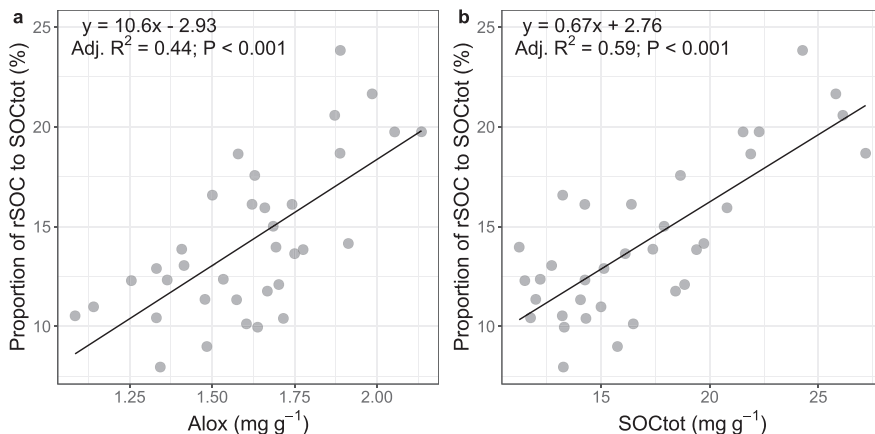 a
y = 10.6x - 2.93
Adj. R² = 0.44; P < 0.001
Proportion of rSOC to SOCtot (%)
25
20
15
10
1.25 1.50 1.75 2.00
Alox (mg g⁻¹)
b
y = 0.67x + 2.76
Adj. R² = 0.59; P < 0.001
Proportion of rSOC to SOCtot (%)
25
20
15
10
15 20 25
SOCtot (mg g⁻¹)